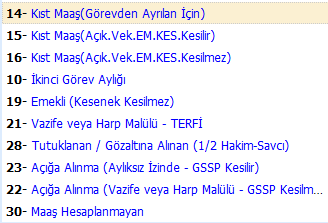 14- Kıst Maaş(Görevden Ayrılan İçin)
15- Kıst Maaş(Açık.Vek.EM.KES.Kesilir)
16- Kıst Maaş(Açık.Vek.EM.KES.Kesilmez)
10- İkinci Görev Aylığı
19- Emekli (Kesenek Kesilmez)
21- Vazife veya Harp Malülü - TERFİ
28- Tutuklanan / Gözaltına Alınan (1/2 Hakim-Savcı)
23- Açığa Alınma (Aylıksız İzinde - GSSP Kesilir)
22- Açığa Alınma (Vazife veya Harp Malülü - GSSP Kesilm...
30- Maaş Hesaplanmayan